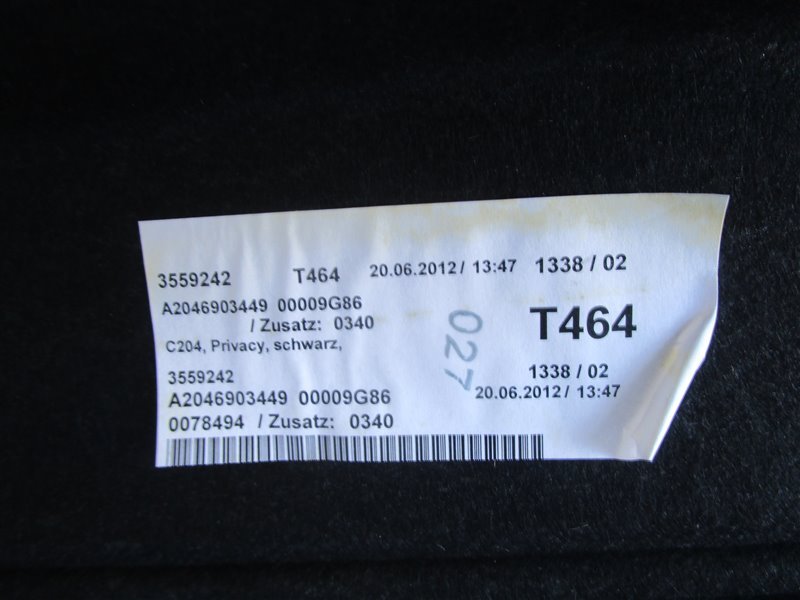 3559242 T464 20.06.2012 / 13:47 1338 / 02
A2046903449 00009G86
/ Zusatz: 0340
C204, Privacy, schwarz,
027
T464
3559242 1338 / 02
A2046903449 00009G86 20.06.2012 / 13:47
0078494 / Zusatz: 0340